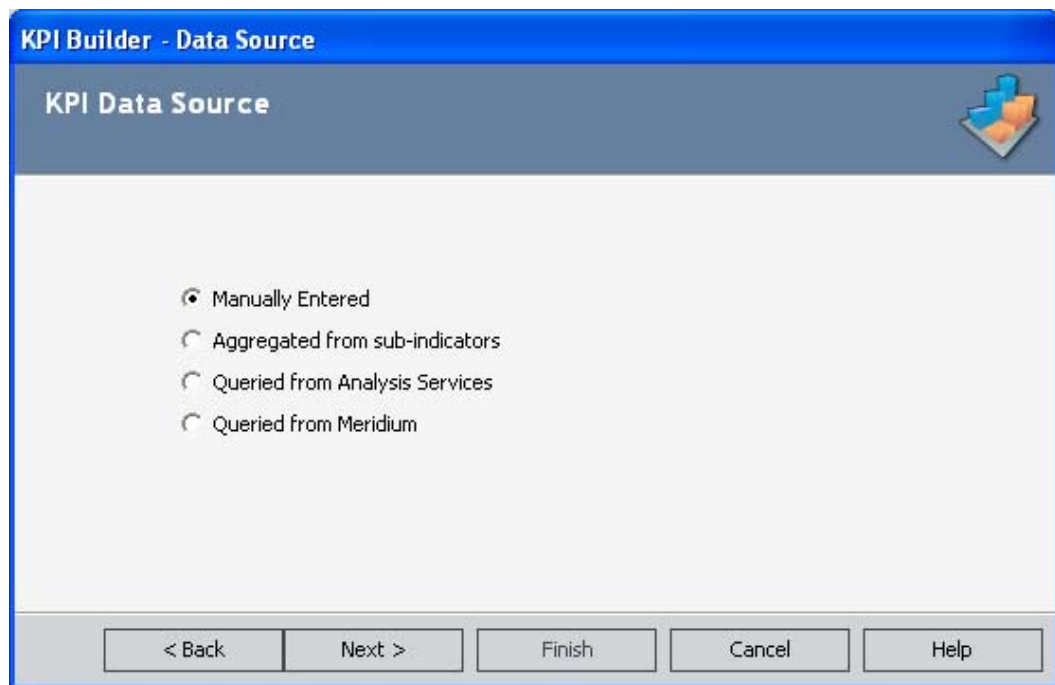 KPI Builder - Data Source
KPI Data Source
Manually Entered
Aggregated from sub-indicators
Queried from Analysis Services
Queried from Meridium
< Back Next > Finish Cancel Help